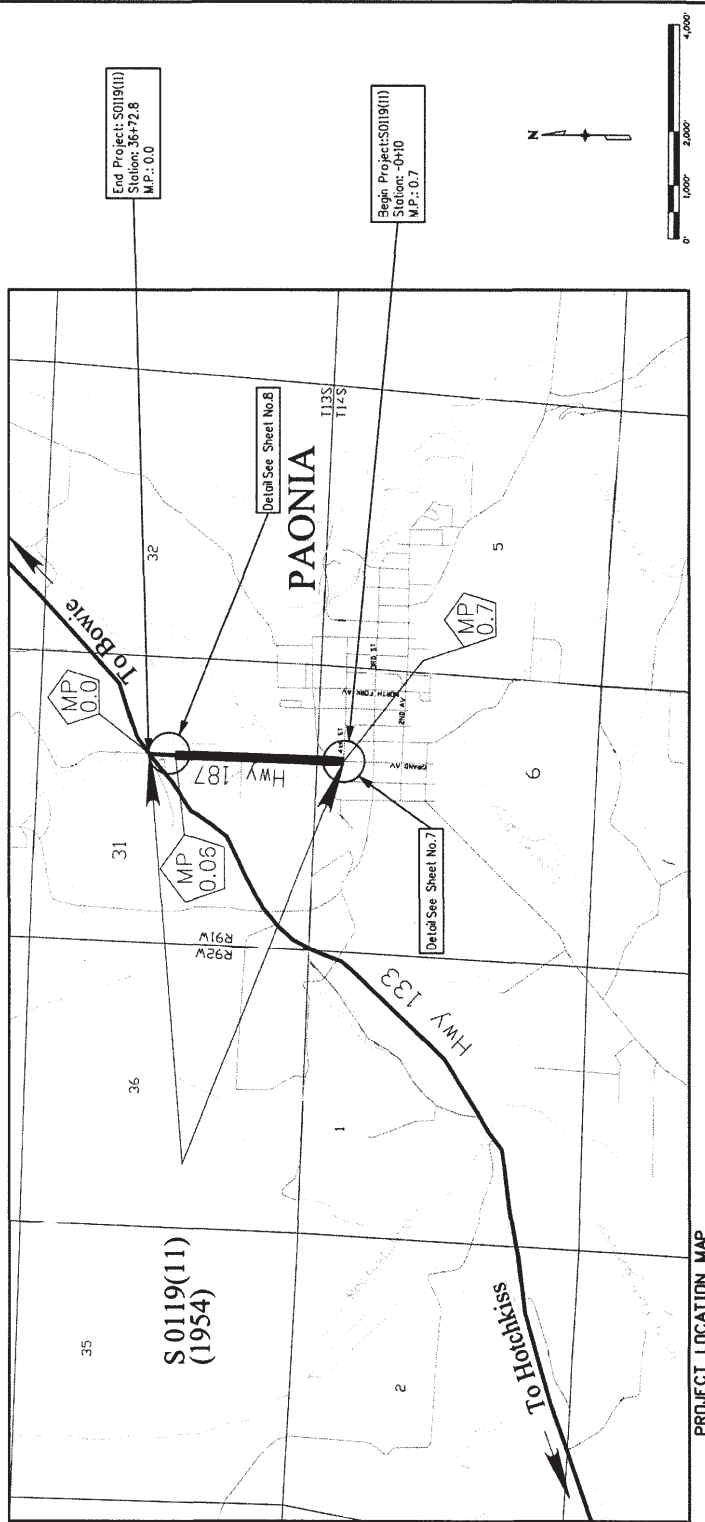 End Project: S0119(11)
Station: 36+72.8
M.P.: 0.0
Begin Project:S0119(11)
Station: -0+10
M.P.: 0.7
N
0'
1,000'
2,000'
4,000'
To Bowie
32
Detail See Sheet No.8
PAONIA
T13S
T14S
MP
0.0
Hwy
187
MP
0.06
31
R91W
R92W
4TH ST
3RD ST
NORTH FORK AV
2ND AV
GRAND AV
MP
0.7
5
6
Detail See Sheet No.7
Hwy 133
36
1
35
S 0119(11)
(1954)
2
To Hotchkiss
PROJECT LOCATION MAP